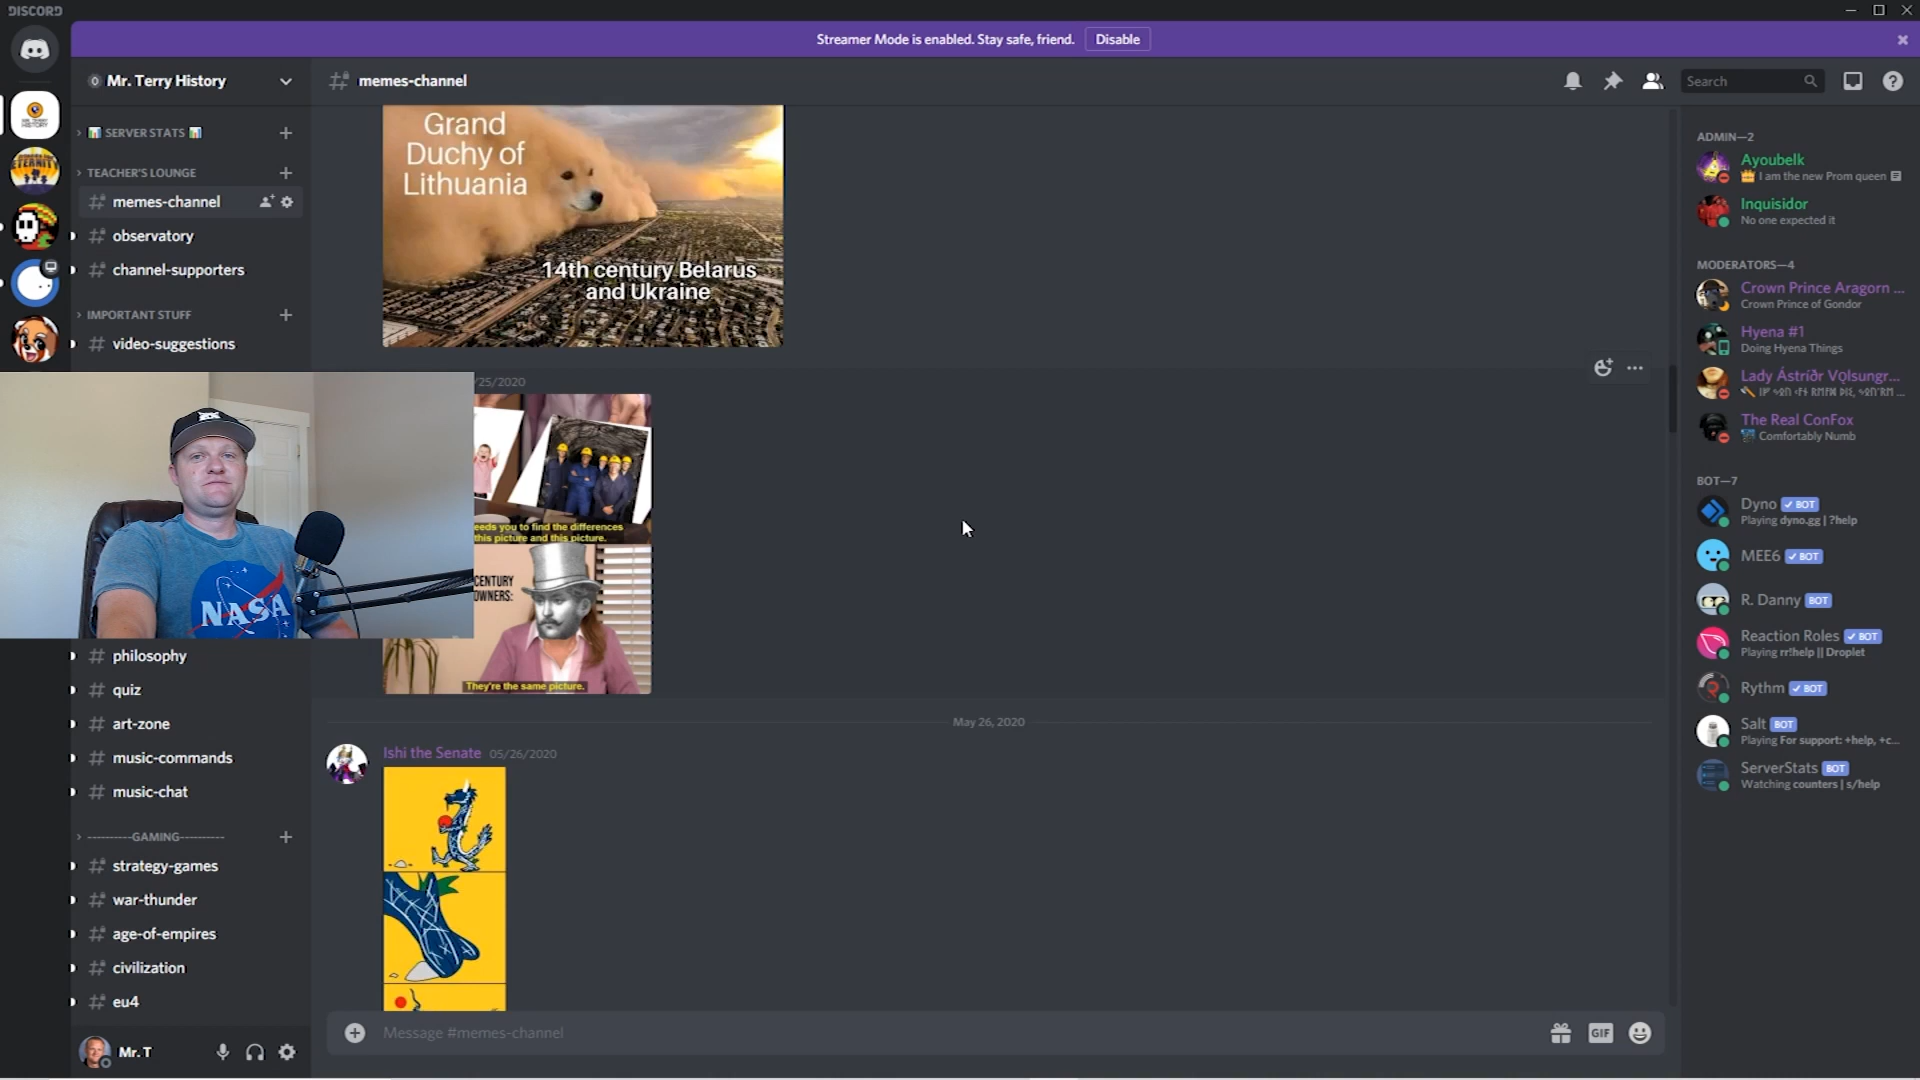 DISCORD
Streamer Mode is enabled. Stay safe, friend.
Disable
Mr. Terry History
memes-channel
Search
SERVER STATS
TEACHER'S LOUNGE
memes-channel
observatory
channel-supporters
IMPORTANT STUFF
video-suggestions
philosophy
quiz
art-zone
music-commands
music-chat
----------GAMING----------
strategy-games
war-thunder
age-of-empires
civilization
eu4
Mr. T
Grand
Duchy of
Lithuania
14th century Belarus
and Ukraine
/25/2020
eeds you to find the differences
this picture and this picture.
CENTURY
OWNERS:
They're the same picture.
NASA
May 26, 2020
Ishi the Senate 05/26/2020
Message #memes-channel
GIF
ADMIN—2
Ayoubelk
I am the new Prom queen
Inquisidor
No one expected it
MODERATORS—4
Crown Prince Aragorn ...
Crown Prince of Gondor
Hyena #1
Doing Hyena Things
Lady Ástríðr Vǫlsungr...
The Real ConFox
Comfortably Numb
BOT—7
Dyno BOT
Playing dyno.gg | ?help
MEE6 BOT
R. Danny BOT
Reaction Roles BOT
Playing rr!help || Droplet
Rythm BOT
Salt BOT
Playing For support: +help, +c...
ServerStats BOT
Watching counters | s/help